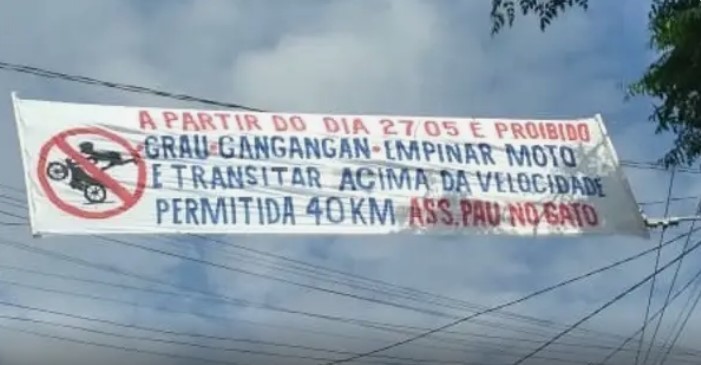 A PARTIR DO DIA 27/05 E PROIBIDO
GRAU-GANGANGAN-EMPINAR MOTO
E TRANSITAR ACIMA DA VELOCIDADE
PERMITIDA 40KM ASS.PAU NO GATO